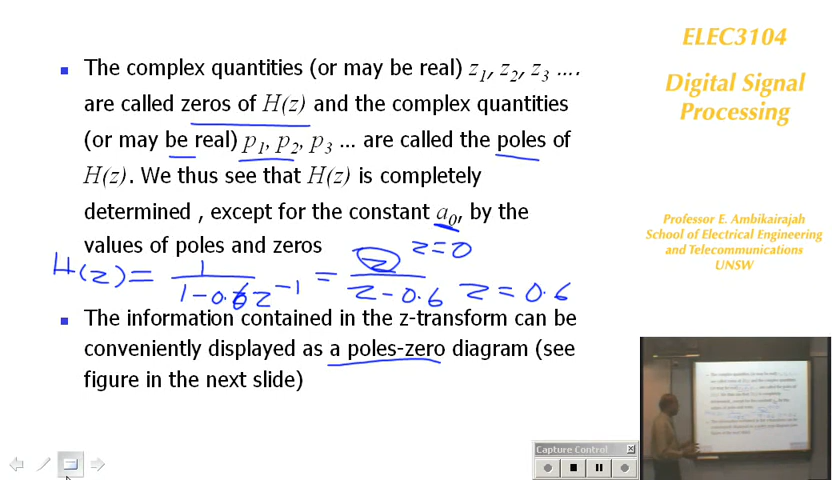 ELEC3104
Digital Signal
Processing
Professor E. Ambikairajah
School of Electrical Engineering
and Telecommunications
UNSW
The complex quantities (or may be real) z1, z2, z3 ....
are called zeros of H(z) and the complex quantities
(or may be real) p1, p2, p3 ... are called the poles of
H(z). We thus see that H(z) is completely
determined , except for the constant a0, by the
values of poles and zeros
H(z) = 1 / (1 - 0.6z^-1) = z / (z - 0.6) z = 0 z = 0.6
The information contained in the z-transform can be
conveniently displayed as a poles-zero diagram (see
figure in the next slide)
Capture Control